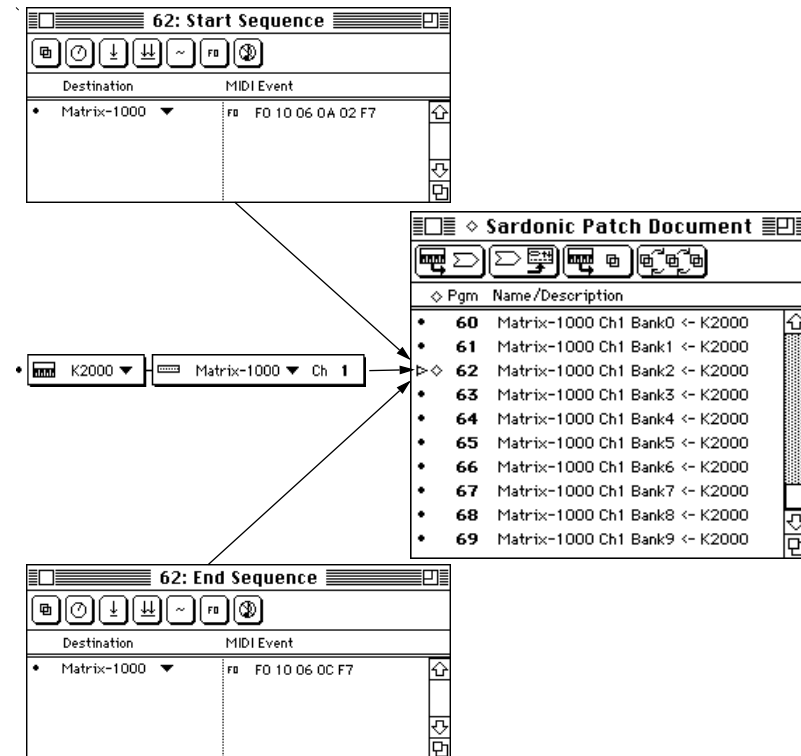 62: Start Sequence
F0
Destination MIDI Event
Matrix-1000 F0 F0 10 06 0A 02 F7
Sardonic Patch Document
Pgm Name/Description
60 Matrix-1000 Ch1 Bank0 <- K2000
61 Matrix-1000 Ch1 Bank1 <- K2000
K2000 Matrix-1000 Ch 1
62 Matrix-1000 Ch1 Bank2 <- K2000
63 Matrix-1000 Ch1 Bank3 <- K2000
64 Matrix-1000 Ch1 Bank4 <- K2000
65 Matrix-1000 Ch1 Bank5 <- K2000
66 Matrix-1000 Ch1 Bank6 <- K2000
67 Matrix-1000 Ch1 Bank7 <- K2000
68 Matrix-1000 Ch1 Bank8 <- K2000
69 Matrix-1000 Ch1 Bank9 <- K2000
62: End Sequence
F0
Destination MIDI Event
Matrix-1000 F0 F0 10 06 0C F7